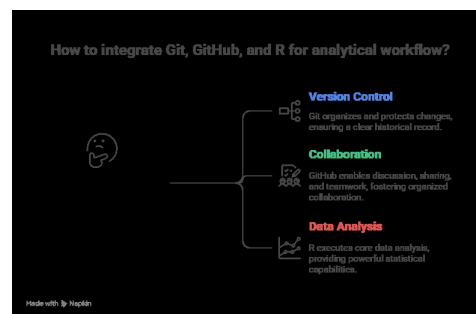 How to integrate Git, GitHub, and R for analytical workflow?
Version Control
Git organizes and protects changes,
ensuring a clear historical record.
Collaboration
GitHub enables discussion, sharing,
and teamwork, fostering organized
collaboration.
Data Analysis
R executes core data analysis,
providing powerful statistical
capabilities.
Made with Napkin